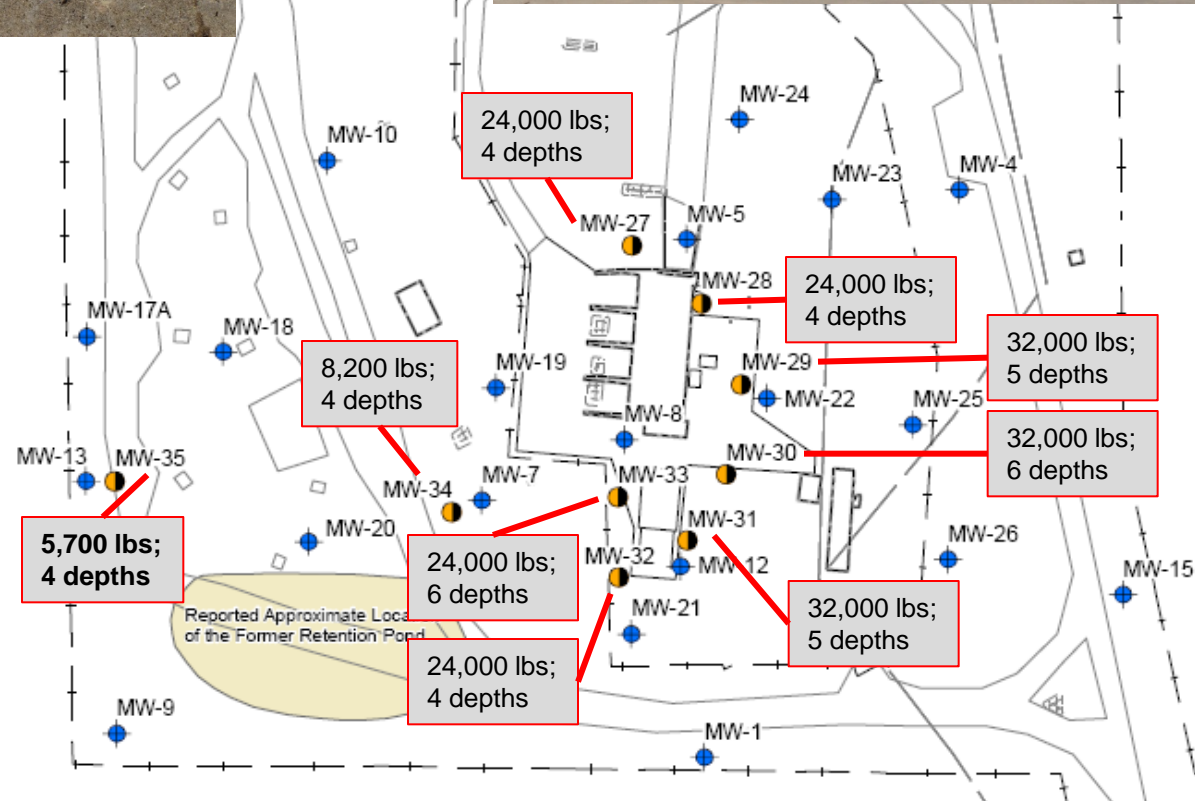 MW-24
24,000 lbs;
4 depths
MW-10
MW-4
MW-23
MW-27
MW-5
MW-28
24,000 lbs;
4 depths
MW-17A
MW-18
32,000 lbs;
5 depths
8,200 lbs;
4 depths
MW-19
MW-29
MW-22
MW-25
MW-8
32,000 lbs;
6 depths
MW-13
MW-35
MW-30
MW-33
MW-7
MW-34
5,700 lbs;
4 depths
MW-20
MW-31
24,000 lbs;
6 depths
MW-32
MW-12
MW-26
MW-15
32,000 lbs;
5 depths
Reported Approximate Loca
of the Former Retention Pond
MW-21
24,000 lbs;
4 depths
MW-9
MW-1